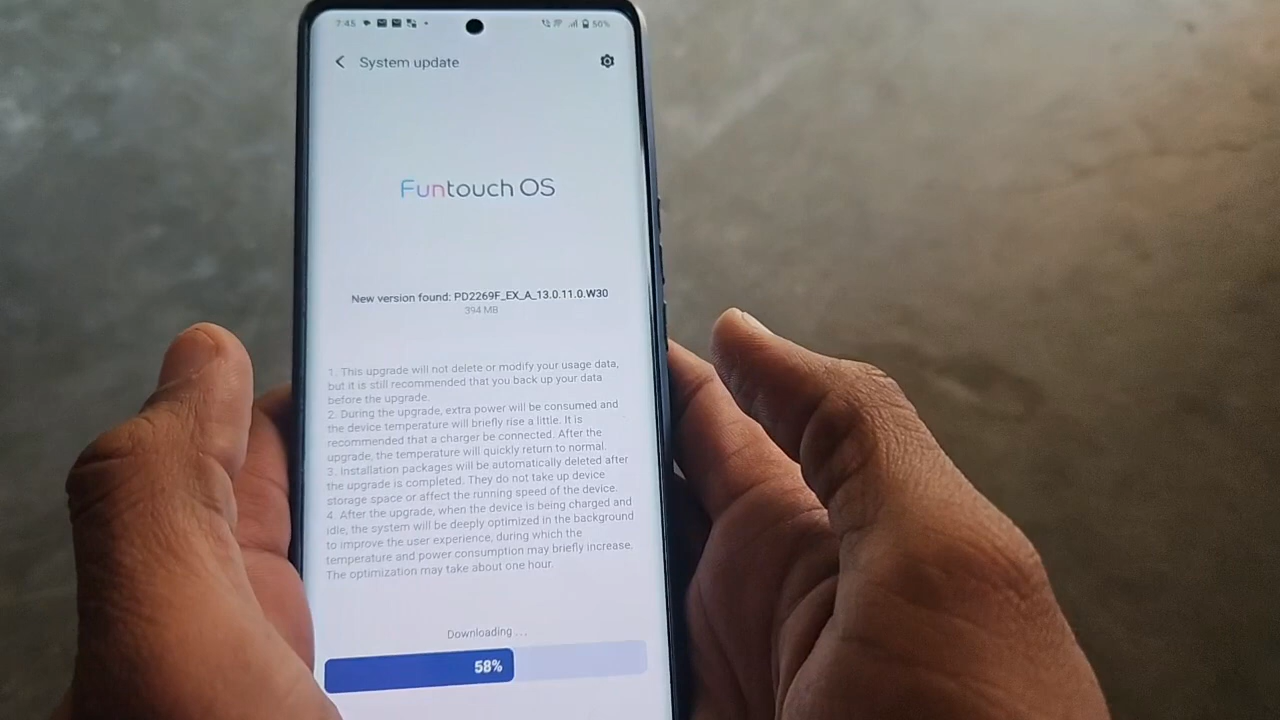 7:45
50%
System update
Funtouch OS
New version found: PD2269F_EX_A_13.0.11.0.W30
394 MB
1. This upgrade will not delete or modify your usage data,
but it is still recommended that you back up your data
before the upgrade.
2. During the upgrade, extra power will be consumed and
the device temperature will briefly rise a little. It is
recommended that a charger be connected. After the
upgrade, the temperature will quickly return to normal.
3. Installation packages will be automatically deleted after
the upgrade is completed. They do not take up device
storage space or affect the running speed of the device.
4. After the upgrade, when the device is being charged and
idle, the system will be deeply optimized in the background
to improve the user experience, during which the
temperature and power consumption may briefly increase.
The optimization may take about one hour.
Downloading ...
58%